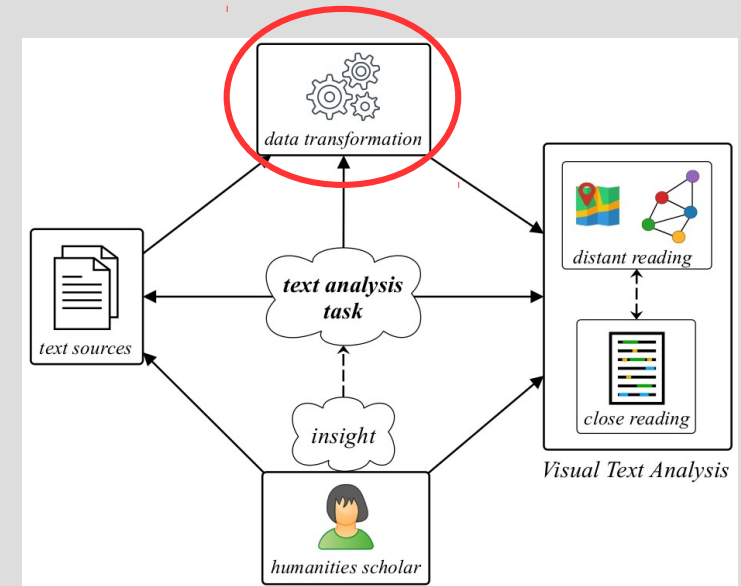 data transformation
text analysis
task
distant reading
text sources
close reading
insight
Visual Text Analysis
humanities scholar